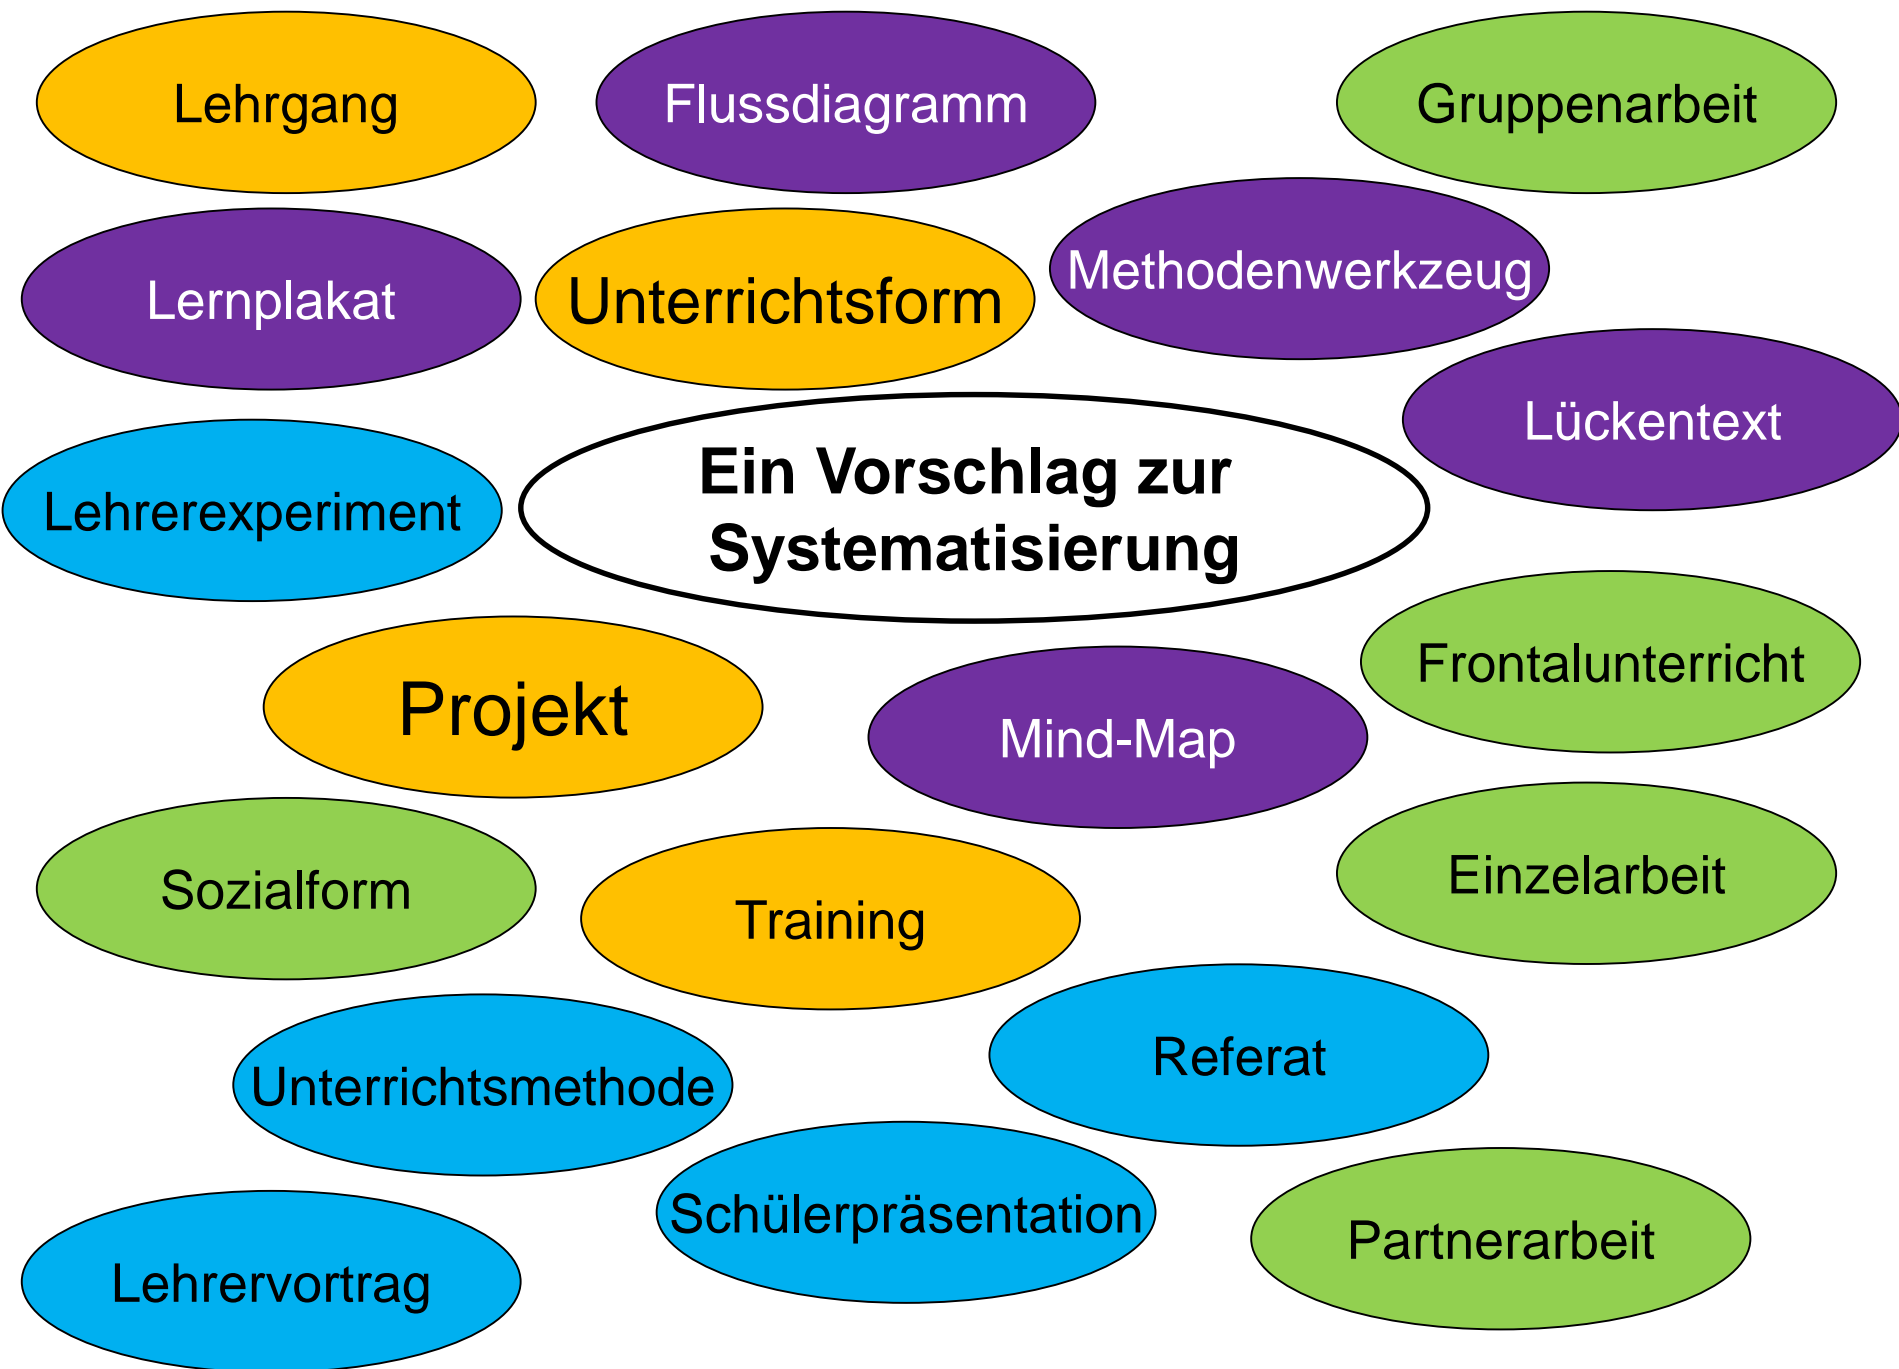 Lehrgang
Flussdiagramm
Gruppenarbeit
Lernplakat
Unterrichtsform
Methodenwerkzeug
Lückentext
Lehrerexperiment
Ein Vorschlag zur
Systematisierung
Projekt
Mind-Map
Frontalunterricht
Sozialform
Training
Einzelarbeit
Unterrichtsmethode
Referat
Schülerpräsentation
Partnerarbeit
Lehrervortrag